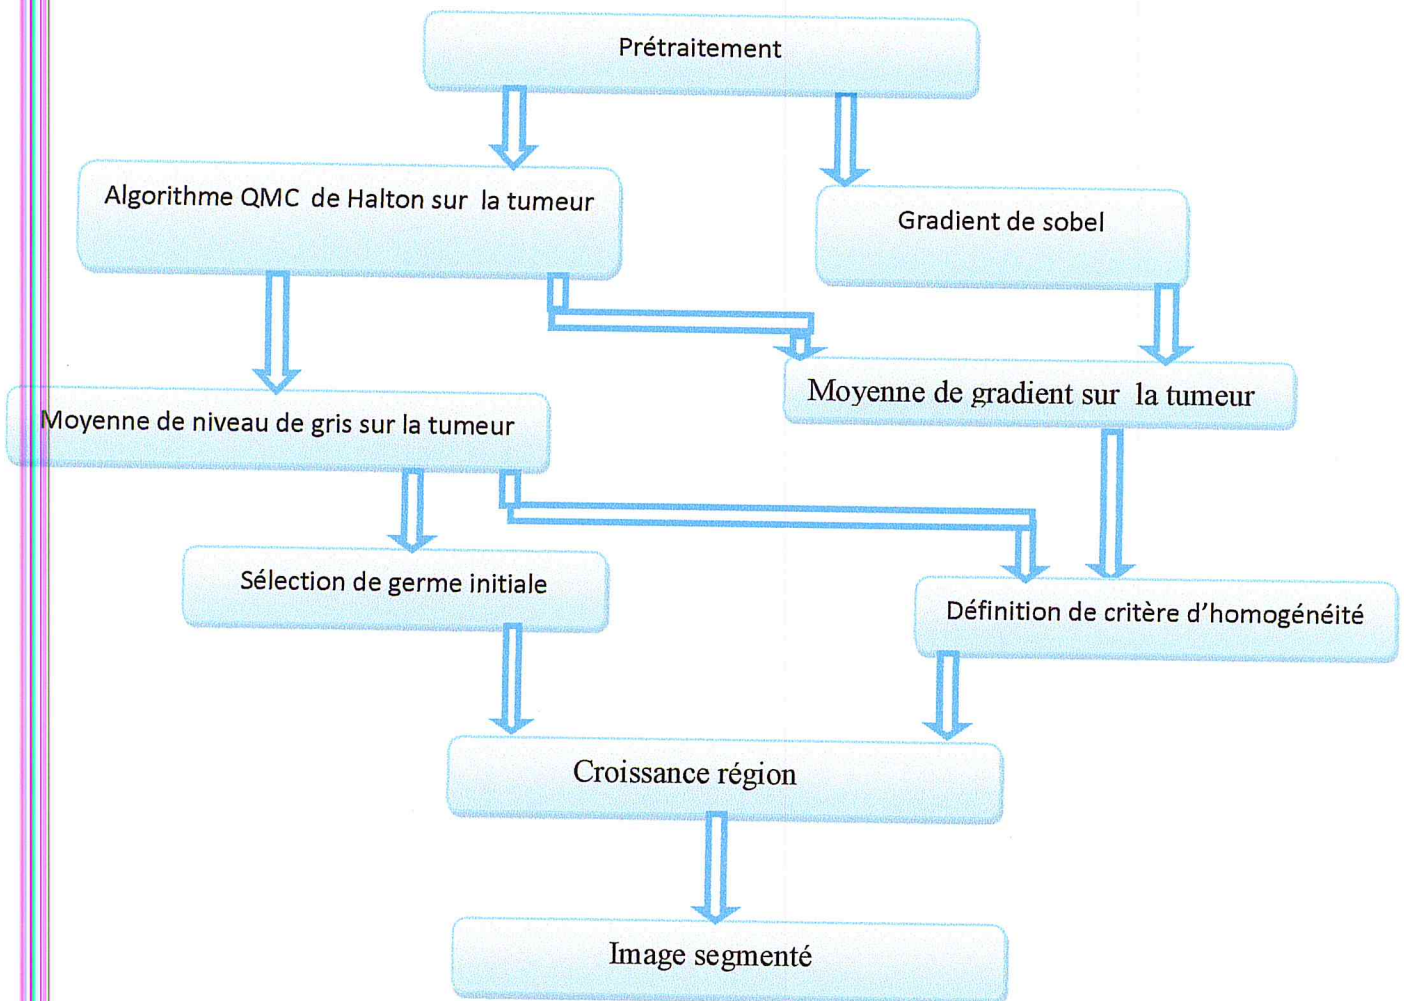 Prétraitement
Algorithme QMC de Halton sur la tumeur
Gradient de sobel
Moyenne de gradient sur la tumeur
Moyenne de niveau de gris sur la tumeur
Sélection de germe initiale
Définition de critère d'homogénéité
Croissance région
Image segmenté